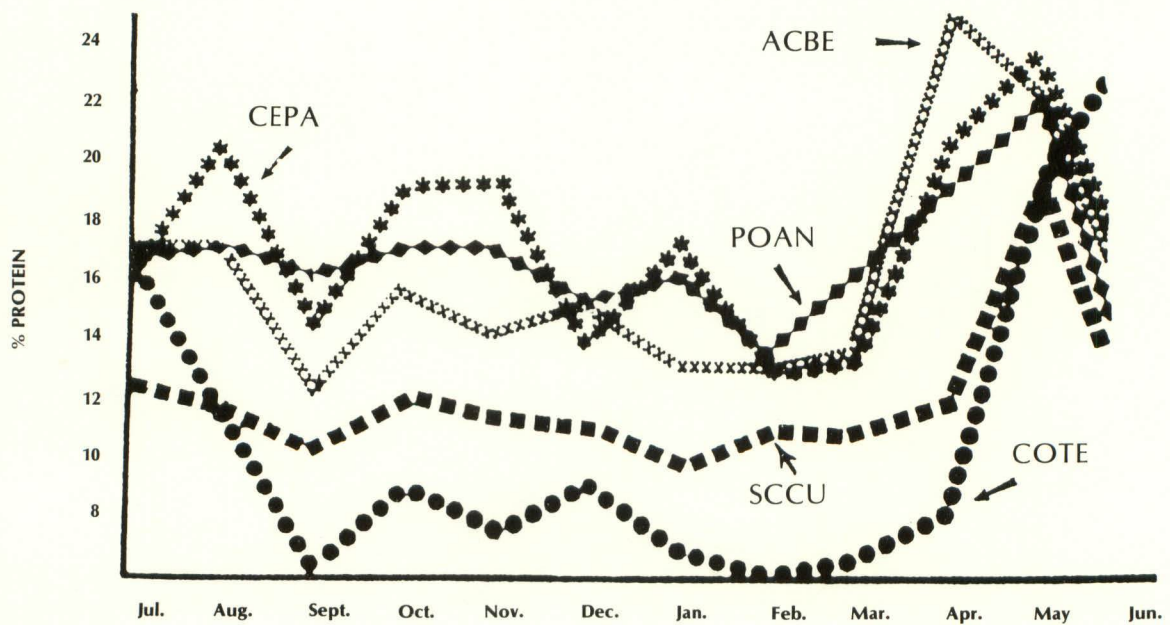 24
ACBE
22
CEPA
20
18
POAN
16
% PROTEIN
14
12
10
COTE
SCCU
8
Jul. Aug. Sept. Oct. Nov. Dec. Jan. Feb. Mar. Apr. May Jun.